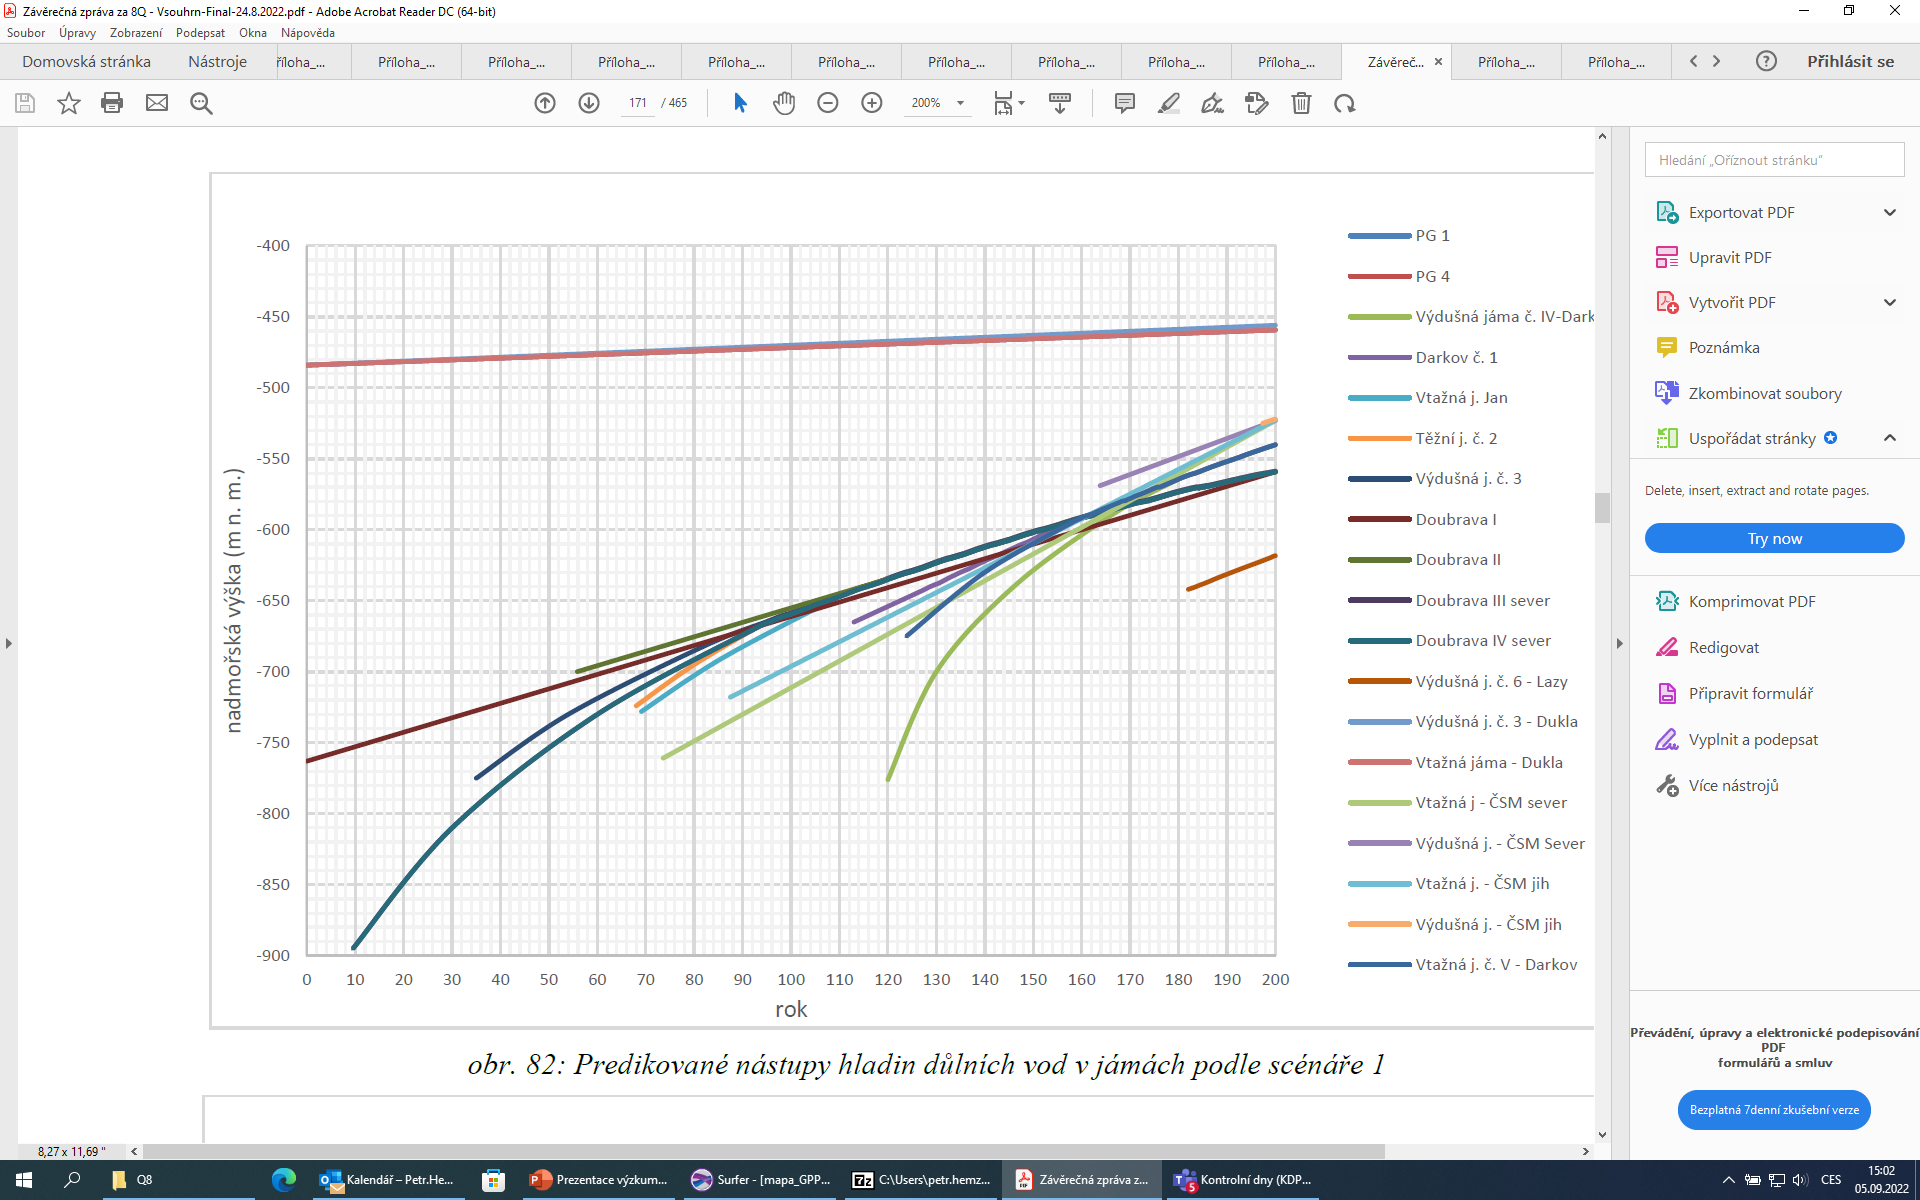 Závěrečná zpráva za 8Q - Vsouhrn-Final-24.8.2022.pdf - Adobe Acrobat Reader DC (64-bit)
Soubor Úpravy Zobrazení Podepsat Okna Nápověda
Domovská stránka Nástroje říloha_... Příloha_... Příloha_... Příloha_... Příloha_... Příloha_... Příloha_... Příloha_... Příloha_... Příloha_... Závěreč... Příloha_... Příloha_... Přihlásit se
171 / 465 200%
-400
-450
-500
-550
-600
-650
-700
-750
-800
-850
-900
nadmořská výška (m n. m.)
0 10 20 30 40 50 60 70 80 90 100 110 120 130 140 150 160 170 180 190 200
rok
PG 1
PG 4
Výdušná jáma č. IV-Dark
Darkov č. 1
Vtažná j. Jan
Těžní j. č. 2
Výdušná j. č. 3
Doubrava I
Doubrava II
Doubrava III sever
Doubrava IV sever
Výdušná j. č. 6 - Lazy
Výdušná j. č. 3 - Dukla
Vtažná jáma - Dukla
Vtažná j - ČSM sever
Výdušná j. - ČSM Sever
Vtažná j. - ČSM jih
Výdušná j. - ČSM jih
Vtažná j. č. V - Darkov
obr. 82: Predikované nástupy hladin důlních vod v jámách podle scénáře 1
8,27 x 11,69 "
Hledání „Oříznout stránku“
Exportovat PDF
Upravit PDF
Vytvořit PDF
Poznámka
Zkombinovat soubory
Uspořádat stránky
Delete, insert, extract and rotate pages.
Try now
Komprimovat PDF
Redigovat
Připravit formulář
Vyplnit a podepsat
Více nástrojů
Převádění, úpravy a elektronické podepisování
PDF
formulářů a smluv
Bezplatná 7denní zkušební verze
Q8 Kalendář – Petr.He... Prezentace výzkum... Surfer - [mapa_GPP... C:\Users\petr.hemz... Závěrečná zpráva z... Kontrolní dny (KDP... CES 15:02
05.09.2022